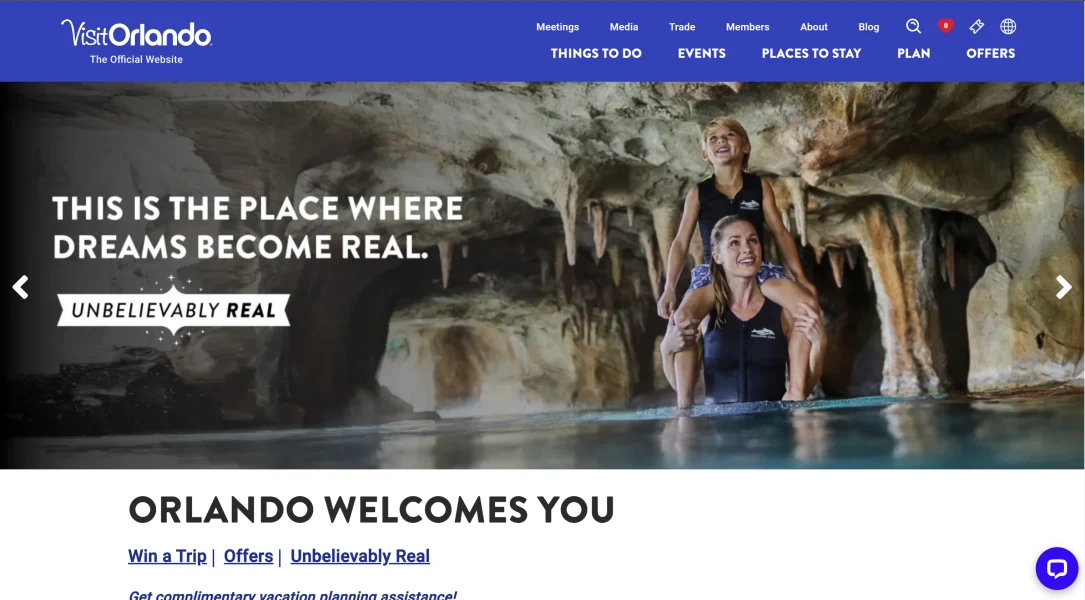 VisitOrlando.
The Official Website
Meetings Media Trade Members About Blog 0
THINGS TO DO EVENTS PLACES TO STAY PLAN OFFERS
THIS IS THE PLACE WHERE
DREAMS BECOME REAL.
UNBELIEVABLY REAL
ORLANDO WELCOMES YOU
Win a Trip | Offers | Unbelievably Real
Get complimentary vacation planning assistance!